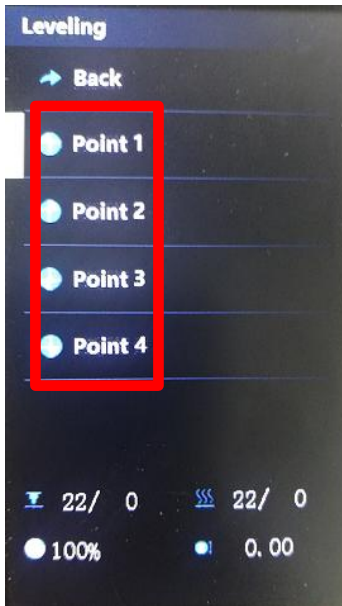 Leveling
Back
Point 1
Point 2
Point 3
Point 4
22/ 0 22/ 0
100% 0.00